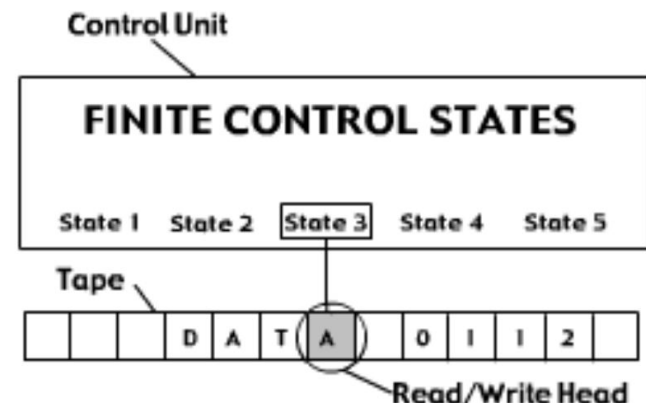 Control Unit
FINITE CONTROL STATES
State 1 State 2 State 3 State 4 State 5
Tape
D A T A 0 1 1 2
Read/Write Head